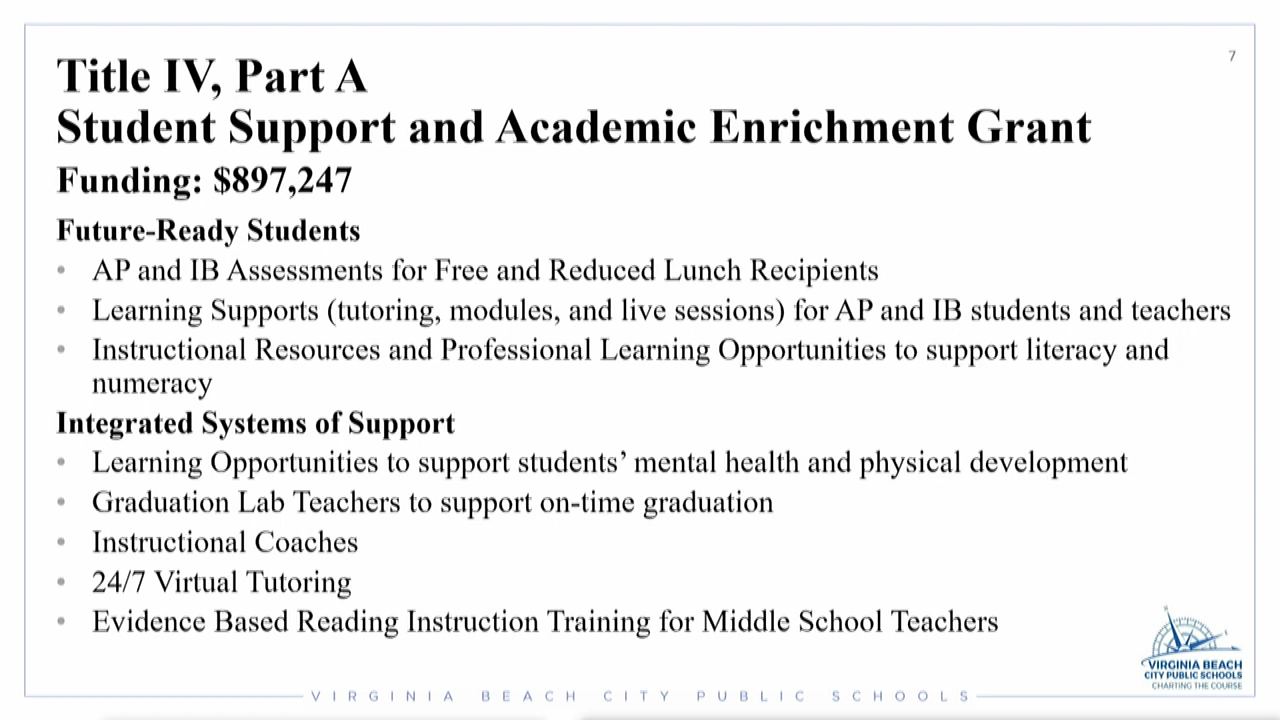 7
Title IV, Part A
Student Support and Academic Enrichment Grant
Funding: $897,247
Future-Ready Students
• AP and IB Assessments for Free and Reduced Lunch Recipients
• Learning Supports (tutoring, modules, and live sessions) for AP and IB students and teachers
• Instructional Resources and Professional Learning Opportunities to support literacy and
numeracy
Integrated Systems of Support
• Learning Opportunities to support students’ mental health and physical development
• Graduation Lab Teachers to support on-time graduation
• Instructional Coaches
• 24/7 Virtual Tutoring
• Evidence Based Reading Instruction Training for Middle School Teachers
VIRGINIA BEACH
CITY PUBLIC SCHOOLS
CHARTING THE COURSE
VIRGINIA BEACH CITY PUBLIC SCHOOLS